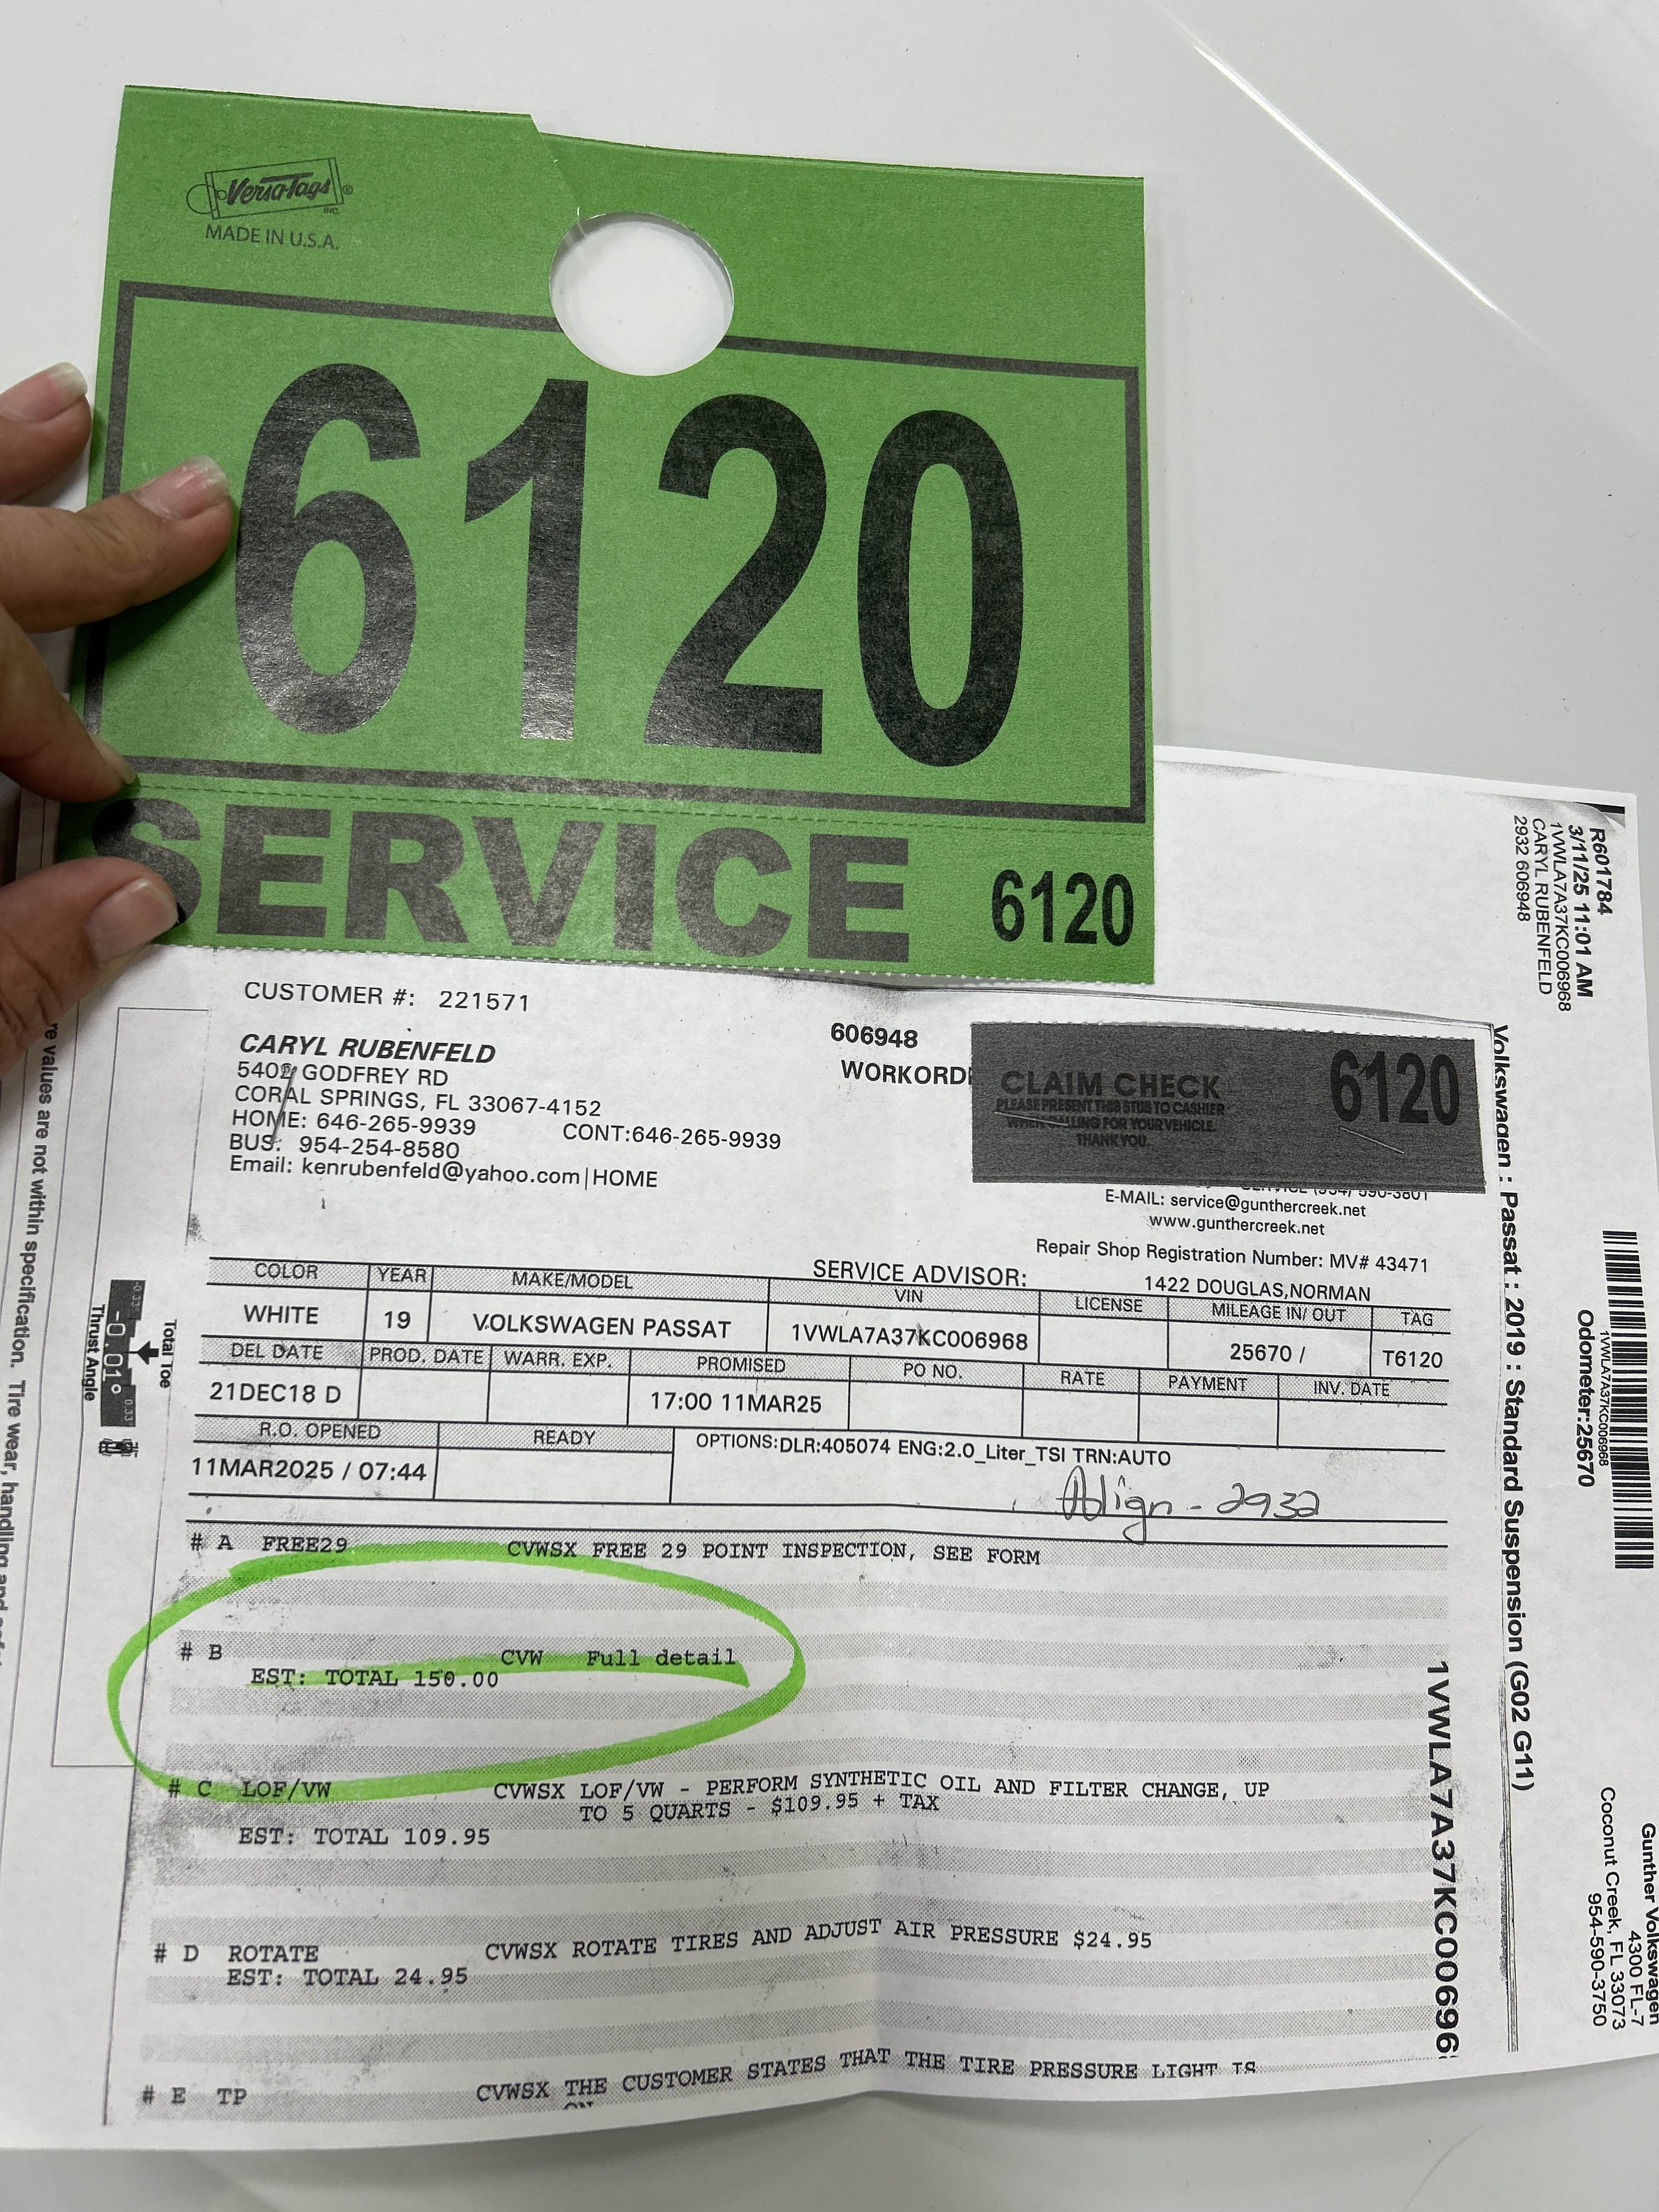 Versa-Tags®
INC.
MADE IN U.S.A.
6120
SERVICE 6120
CUSTOMER #: 221571
CARYL RUBENFELD
5402 GODFREY RD
CORAL SPRINGS, FL 33067-4152
HOME: 646-265-9939 CONT:646-265-9939
BUS: 954-254-8580
Email: kenrubenfeld@yahoo.com|HOME
606948
WORKORD
CLAIM CHECK 6120
PLEASE PRESENT THIS STUB TO CASHIER
WHEN CALLING FOR YOUR VEHICLE.
THANK YOU.
SERVICE (954) 590-3801
E-MAIL: service@gunthercreek.net
www.gunthercreek.net
Repair Shop Registration Number: MV# 43471
SERVICE ADVISOR: 1422 DOUGLAS,NORMAN
COLOR YEAR MAKE/MODEL VIN LICENSE MILEAGE IN/ OUT TAG
WHITE 19 VOLKSWAGEN PASSAT 1VWLA7A37KC006968 25670 / T6120
DEL DATE PROD. DATE WARR. EXP. PROMISED PO NO. RATE PAYMENT INV. DATE
21DEC18 D 17:00 11MAR25
R.O. OPENED READY OPTIONS:DLR:405074 ENG:2.0_Liter_TSI TRN:AUTO
11MAR2025 / 07:44
Align - 2932
# A FREE29 CVWSX FREE 29 POINT INSPECTION, SEE FORM
# B CVW Full detail
EST: TOTAL 150.00
# C LOF/VW CVWSX LOF/VW - PERFORM SYNTHETIC OIL AND FILTER CHANGE, UP
TO 5 QUARTS - $109.95 + TAX
EST: TOTAL 109.95
# D ROTATE CVWSX ROTATE TIRES AND ADJUST AIR PRESSURE $24.95
EST: TOTAL 24.95
# E TP CVWSX THE CUSTOMER STATES THAT THE TIRE PRESSURE LIGHT IS
ON
R601784
3/11/25 11:01 AM
1VWLA7A37KC006968
CARYL RUBENFELD
2932 606948
Volkswagen : Passat : 2019 : Standard Suspension (G02 G11)
1VWLA7A37KC00696
1VWLA7A37KC006968
Odometer:25670
Gunther Volkswagen
4300 FL-7
Coconut Creek, FL 33073
954-590-3750
Total Toe
-0.33° 0.33°
-0.01°
Thrust Angle
re values are not within specification. Tire wear, handling and